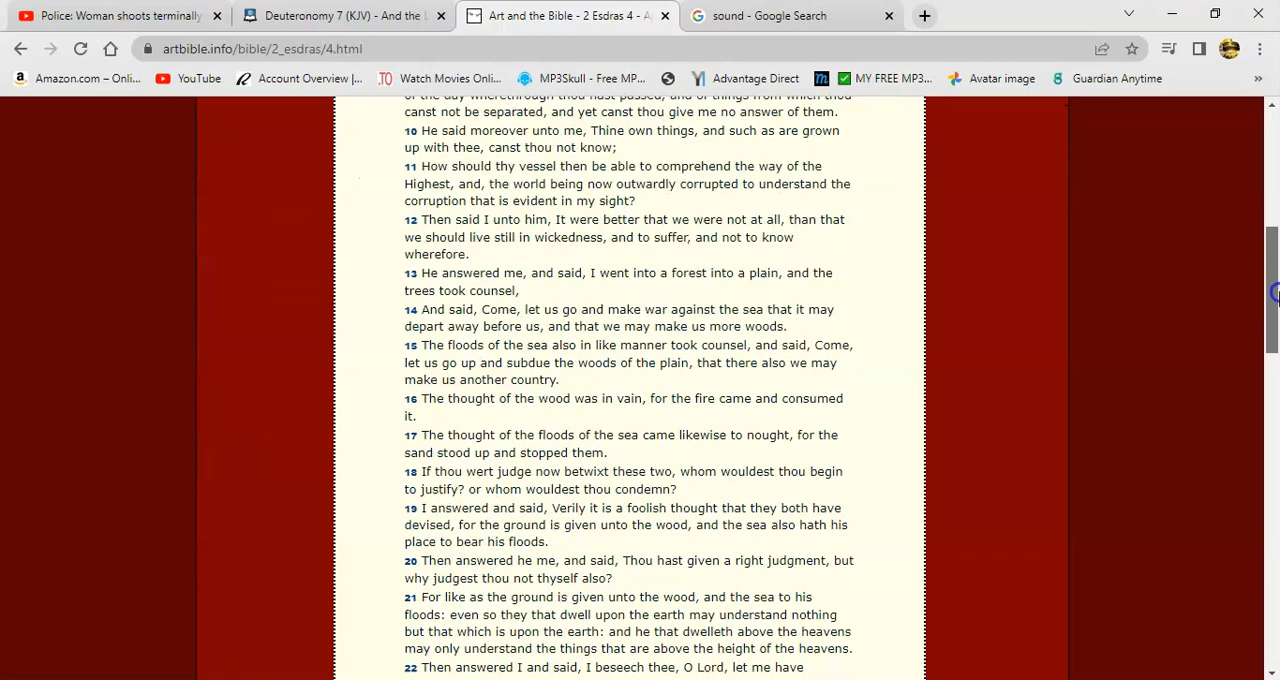 Police: Woman shoots terminally
Deuteronomy 7 (KJV) - And the L
Art and the Bible - 2 Esdras 4 - A
sound - Google Search
artbible.info/bible/2_esdras/4.html
Amazon.com – Onli...
YouTube
Account Overview |...
TO Watch Movies Onl...
MP3Skull - Free MP...
Advantage Direct
m
MY FREE MP3...
Avatar image
Guardian Anytime
»
of the day wherethrough thou hast passed, and of things from which thou
canst not be separated, and yet canst thou give me no answer of them.
10 He said moreover unto me, Thine own things, and such as are grown
up with thee, canst thou not know;
11 How should thy vessel then be able to comprehend the way of the
Highest, and, the world being now outwardly corrupted to understand the
corruption that is evident in my sight?
12 Then said I unto him, It were better that we were not at all, than that
we should live still in wickedness, and to suffer, and not to know
wherefore.
13 He answered me, and said, I went into a forest into a plain, and the
trees took counsel,
14 And said, Come, let us go and make war against the sea that it may
depart away before us, and that we may make us more woods.
15 The floods of the sea also in like manner took counsel, and said, Come,
let us go up and subdue the woods of the plain, that there also we may
make us another country.
16 The thought of the wood was in vain, for the fire came and consumed
it.
17 The thought of the floods of the sea came likewise to nought, for the
sand stood up and stopped them.
18 If thou wert judge now betwixt these two, whom wouldest thou begin
to justify? or whom wouldest thou condemn?
19 I answered and said, Verily it is a foolish thought that they both have
devised, for the ground is given unto the wood, and the sea also hath his
place to bear his floods.
20 Then answered he me, and said, Thou hast given a right judgment, but
why judgest thou not thyself also?
21 For like as the ground is given unto the wood, and the sea to his
floods: even so they that dwell upon the earth may understand nothing
but that which is upon the earth: and he that dwelleth above the heavens
may only understand the things that are above the height of the heavens.
22 Then answered I and said, I beseech thee, O Lord, let me have